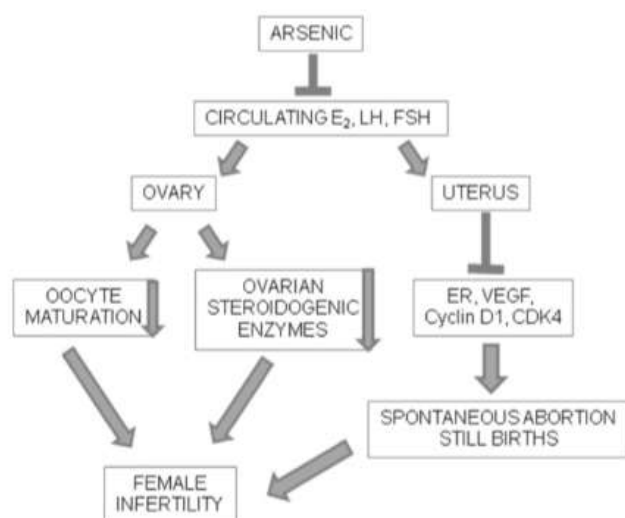 ARSENIC
CIRCULATING E₂, LH, FSH
OVARY
UTERUS
OOCYTE
MATURATION
OVARIAN
STEROIDOGENIC
ENZYMES
ER, VEGF,
Cyclin D1, CDK4
SPONTANEOUS ABORTION
STILL BIRTHS
FEMALE
INFERTILITY